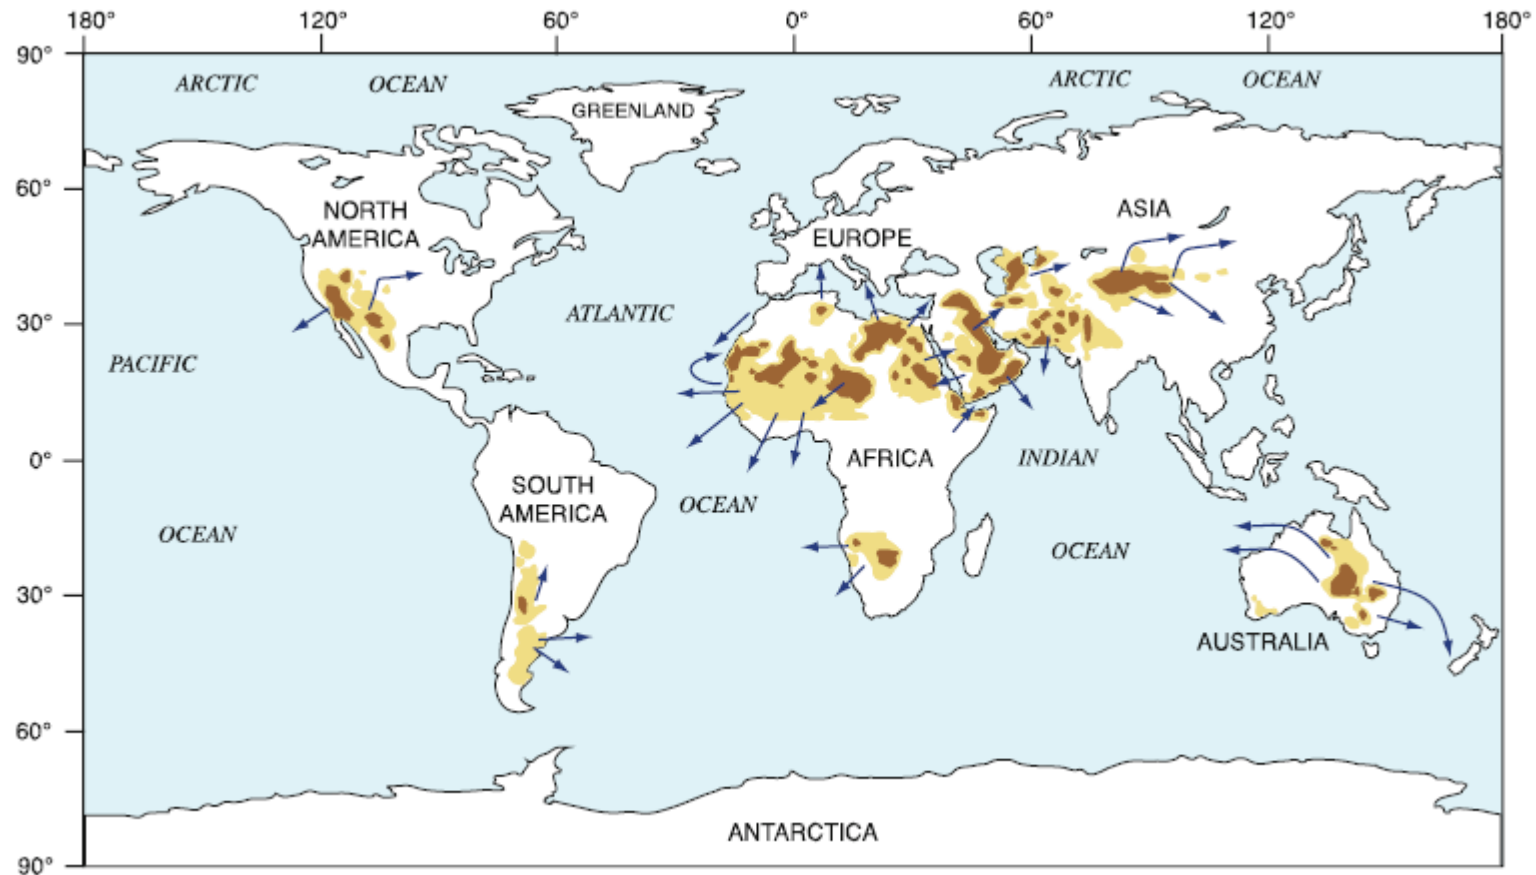 180° 120° 60° 0° 60° 120° 180°
90°
ARCTIC OCEAN ARCTIC OCEAN
GREENLAND
60°
NORTH
AMERICA
ASIA
EUROPE
ATLANTIC
30°
PACIFIC
0°
AFRICA
INDIAN
SOUTH
AMERICA
OCEAN
OCEAN
OCEAN
30°
AUSTRALIA
60°
ANTARCTICA
90°